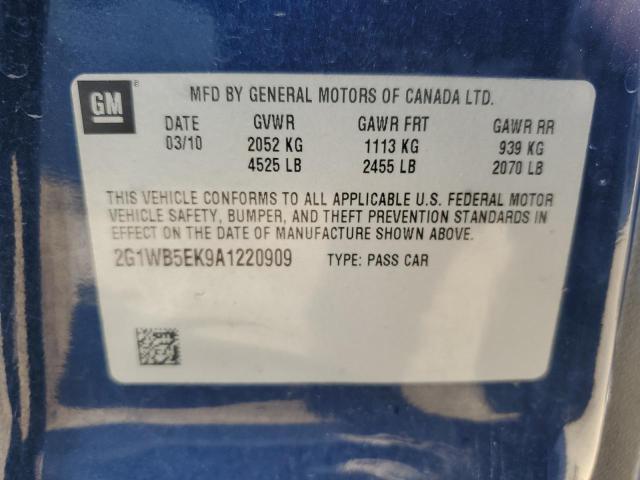 GM ®
MFD BY GENERAL MOTORS OF CANADA LTD.
DATE GVWR GAWR FRT GAWR RR
03/10 2052 KG 1113 KG 939 KG
4525 LB 2455 LB 2070 LB
THIS VEHICLE CONFORMS TO ALL APPLICABLE U.S. FEDERAL MOTOR
VEHICLE SAFETY, BUMPER, AND THEFT PREVENTION STANDARDS IN
EFFECT ON THE DATE OF MANUFACTURE SHOWN ABOVE.
2G1WB5EK9A1220909 TYPE: PASS CAR